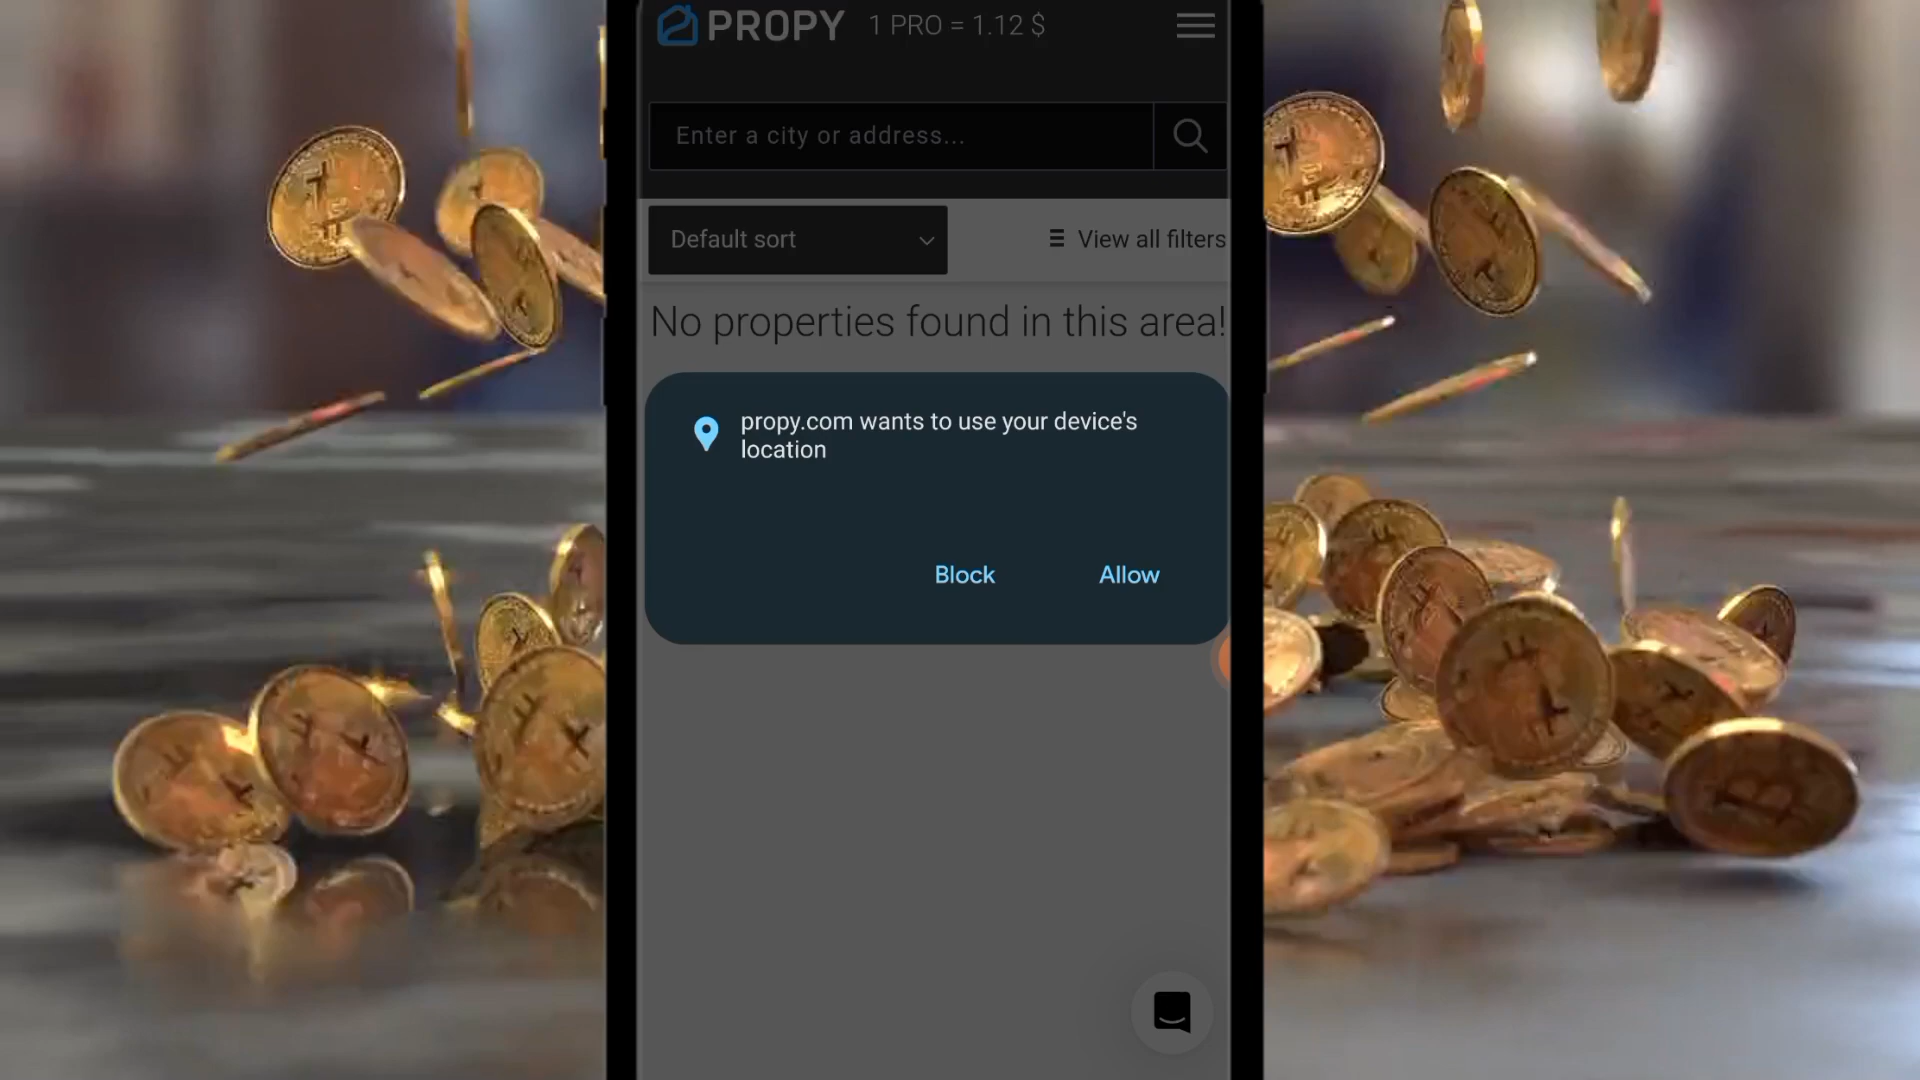 PROPY 1 PRO = 1.12 $
Enter a city or address...
Default sort
View all filters
No properties found in this area!
propy.com wants to use your device's
location
Block Allow